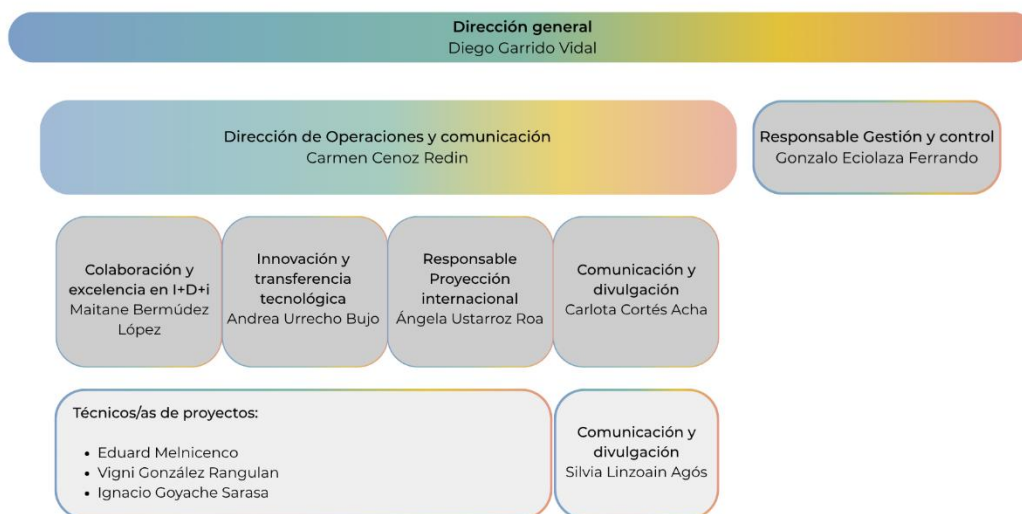 Dirección general
Diego Garrido Vidal
Dirección de Operaciones y comunicación
Carmen Cenoz Redin
Responsable Gestión y control
Gonzalo Eciolaza Ferrando
Colaboración y
excelencia en I+D+i
Maitane Bermúdez
López
Innovación y
transferencia
tecnológica
Andrea Urrecho Bujo
Responsable
Proyección
internacional
Ángela Ustarroz Roa
Comunicación y
divulgación
Carlota Cortés Acha
Técnicos/as de proyectos:
• Eduard Melnicenco
• Vigni González Rangulan
• Ignacio Goyache Sarasa
Comunicación y
divulgación
Silvia Linzoain Agós